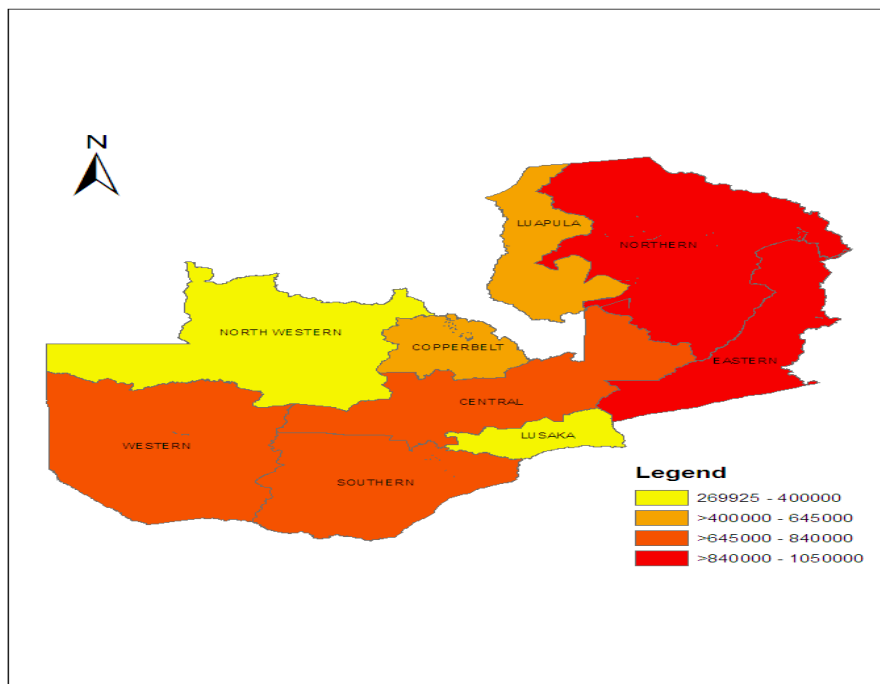 N
LUAPULA
NORTHERN
NORTH WESTERN
COPPERBELT
EASTERN
CENTRAL
LUSAKA
WESTERN
SOUTHERN
Legend
269925 - 400000
>400000 - 645000
>645000 - 840000
>840000 - 1050000